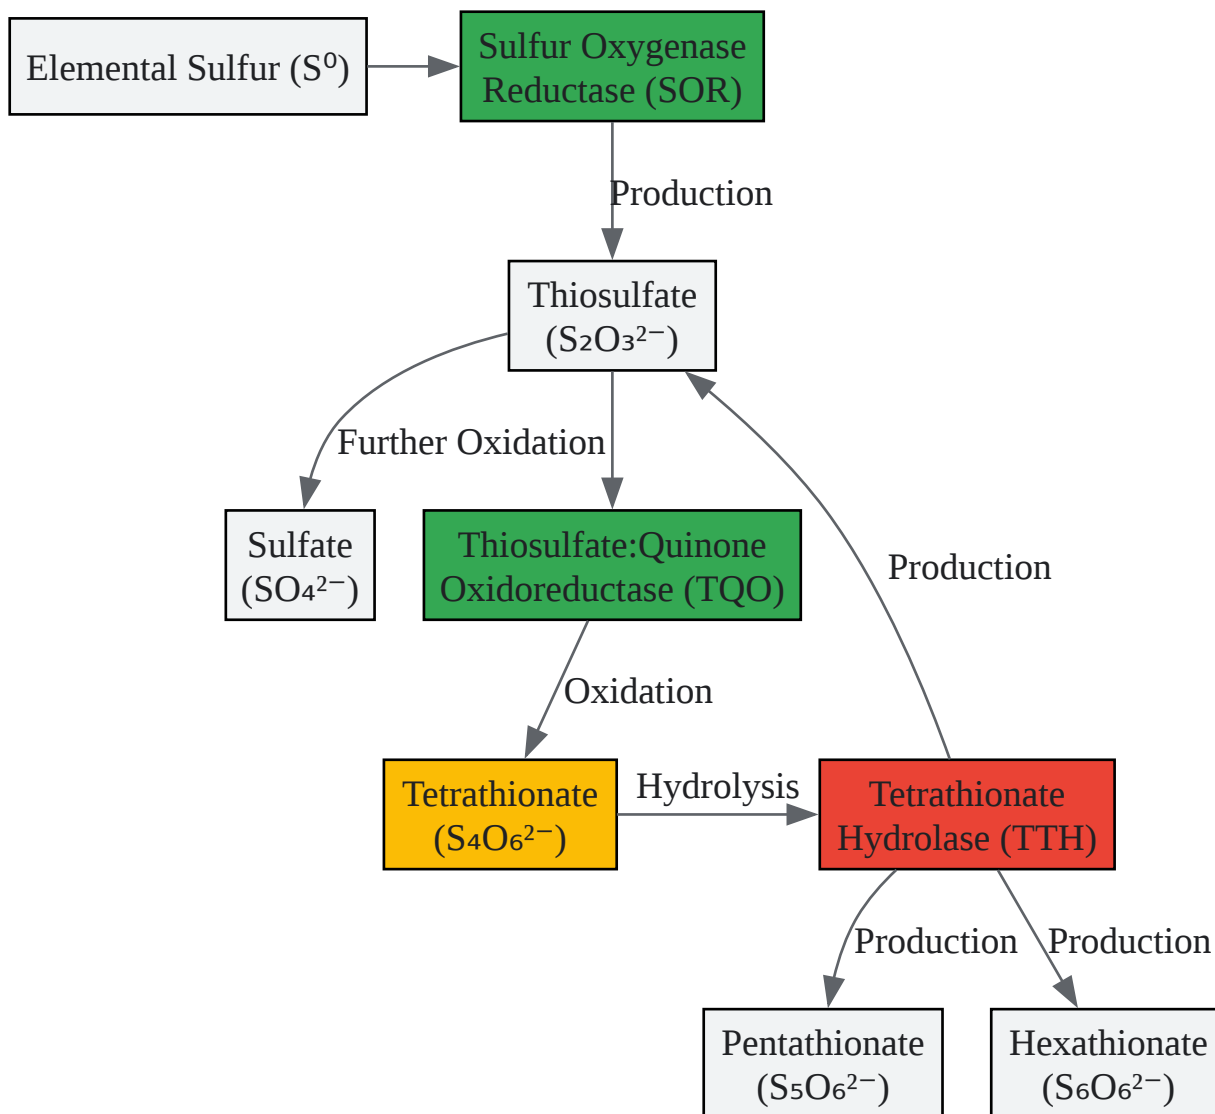 Elemental Sulfur (S⁰)
Sulfur Oxygenase
Reductase (SOR)
Production
Thiosulfate
(S₂O₃²⁻)
Further Oxidation
Sulfate
(SO₄²⁻)
Thiosulfate:Quinone
Oxidoreductase (TQO)
Production
Oxidation
Tetrathionate
(S₄O₆²⁻)
Hydrolysis
Tetrathionate
Hydrolase (TTH)
Production
Production
Pentathionate
(S₅O₆²⁻)
Hexathionate
(S₆O₆²⁻)